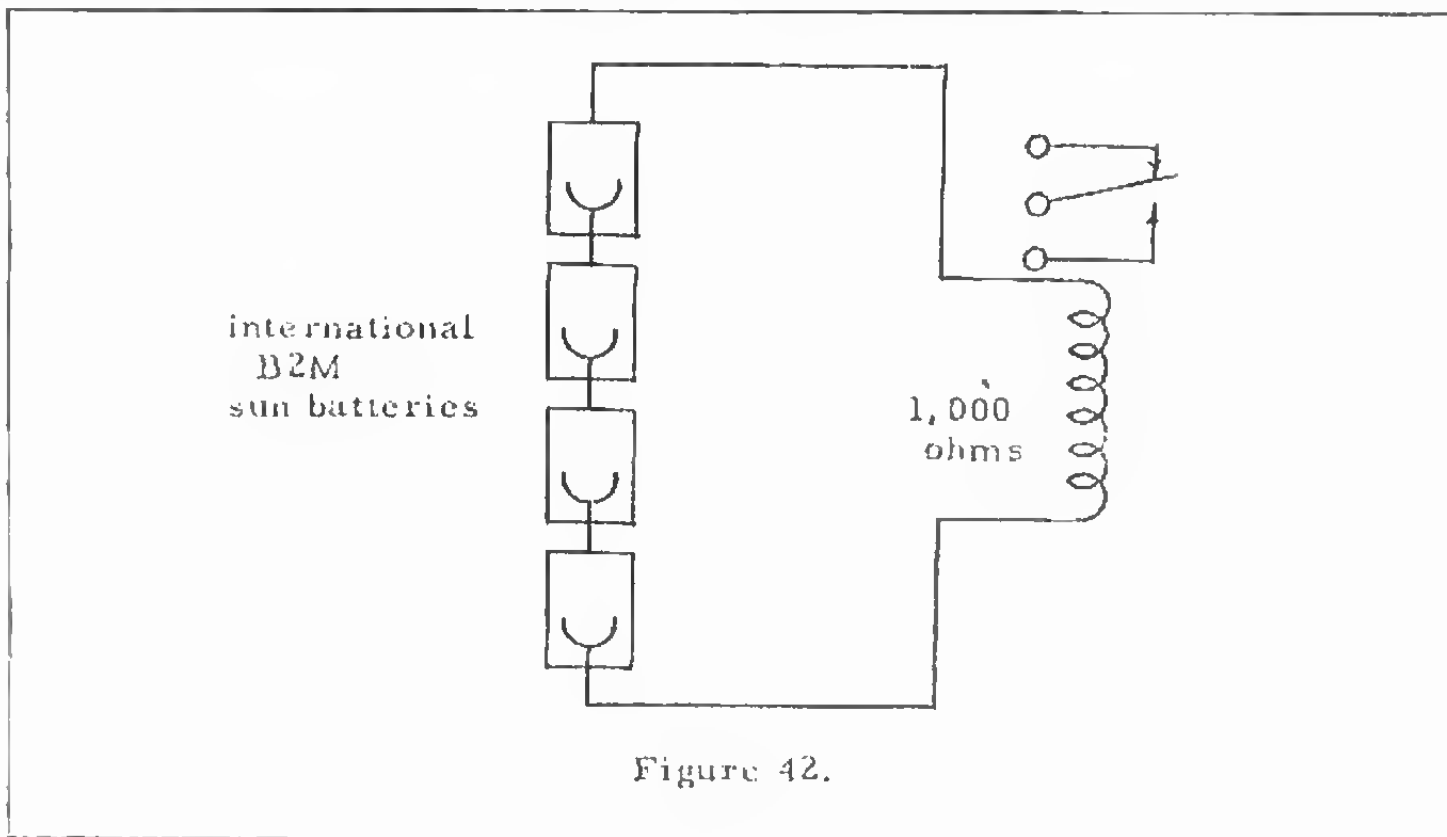 international
B2M
sun batteries
1,000
ohms
Figure 42.